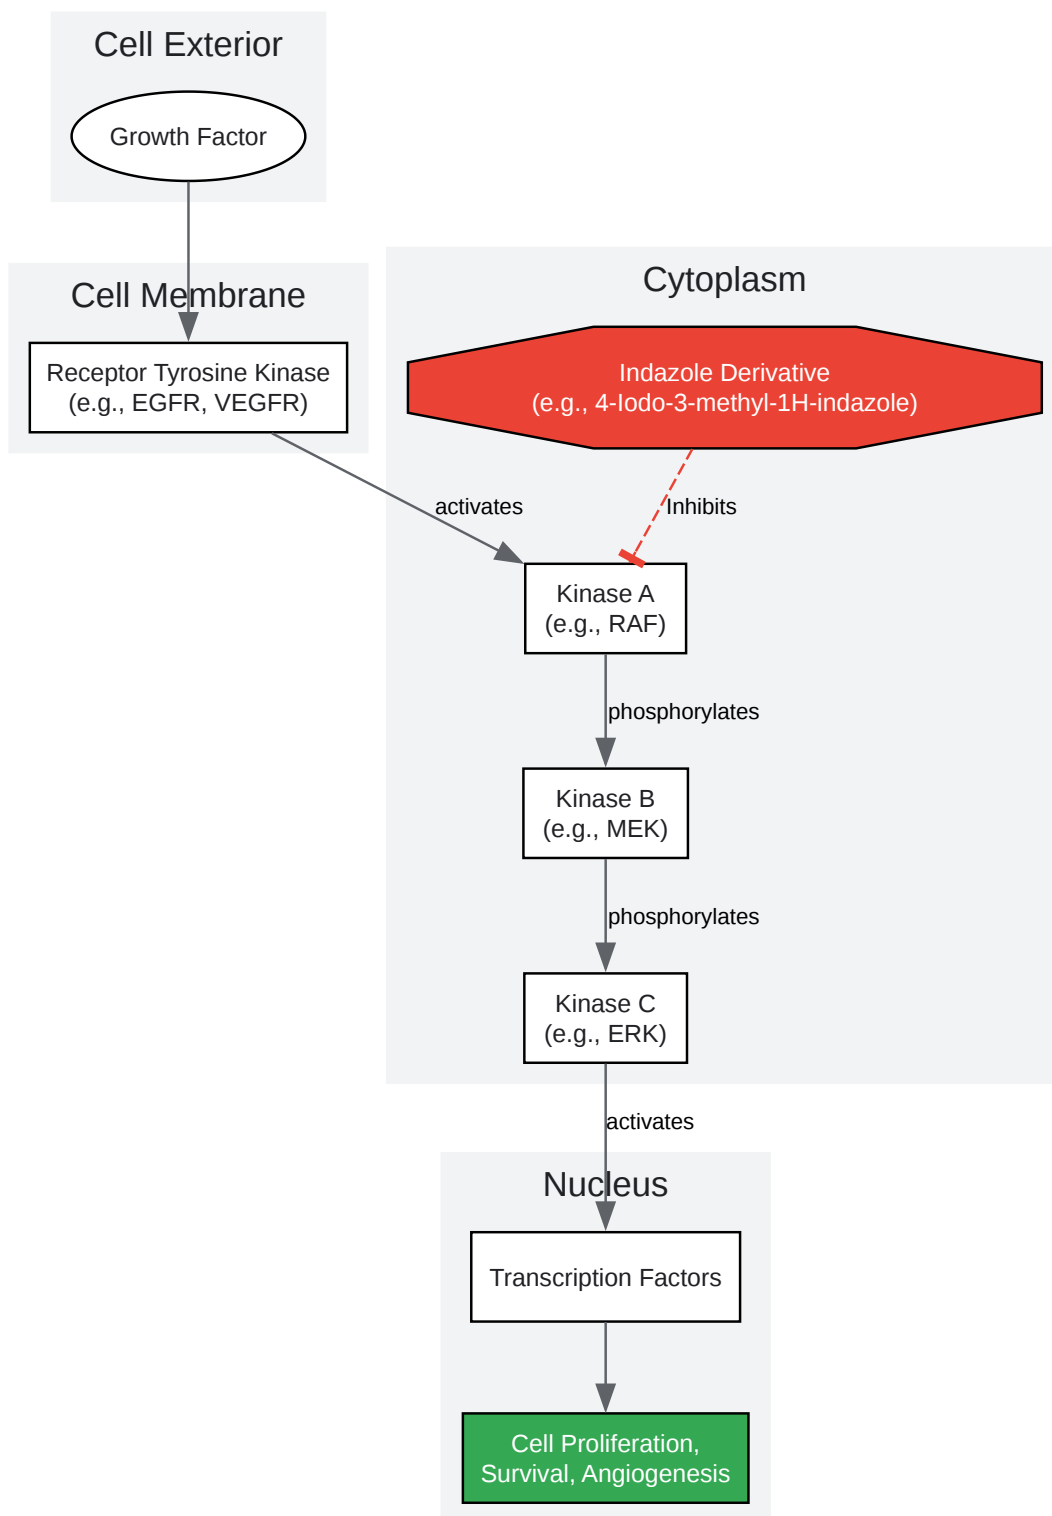 Cell Exterior
Growth Factor
Cell Membrane
Receptor Tyrosine Kinase
(e.g., EGFR, VEGFR)
Cytoplasm
Indazole Derivative
(e.g., 4-Iodo-3-methyl-1H-indazole)
activates
Inhibits
Kinase A
(e.g., RAF)
phosphorylates
Kinase B
(e.g., MEK)
phosphorylates
Kinase C
(e.g., ERK)
activates
Nucleus
Transcription Factors
Cell Proliferation,
Survival, Angiogenesis